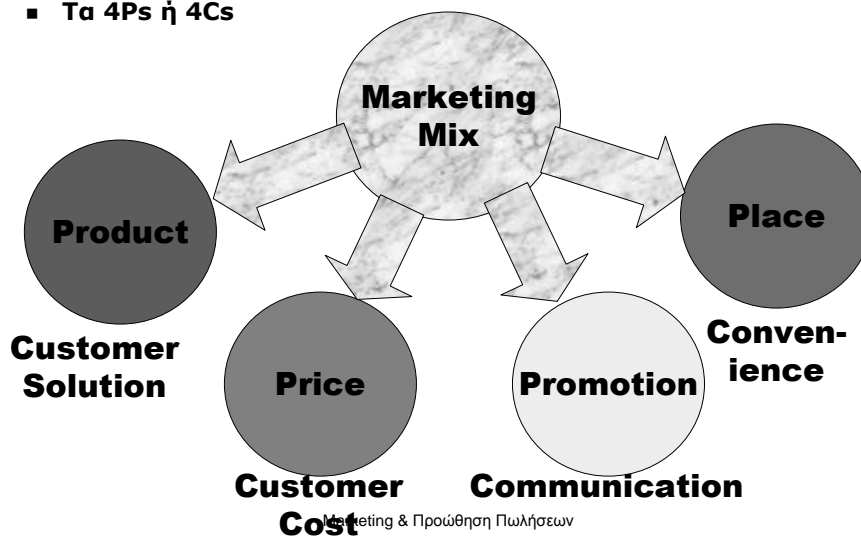 ▪ Τα 4Ps ή 4Cs
Marketing
Mix
Product
Customer
Solution
Price
Customer
Cost
Promotion
Communication
Place
Conven-
ience
Marketing & Προώθηση Πωλήσεων